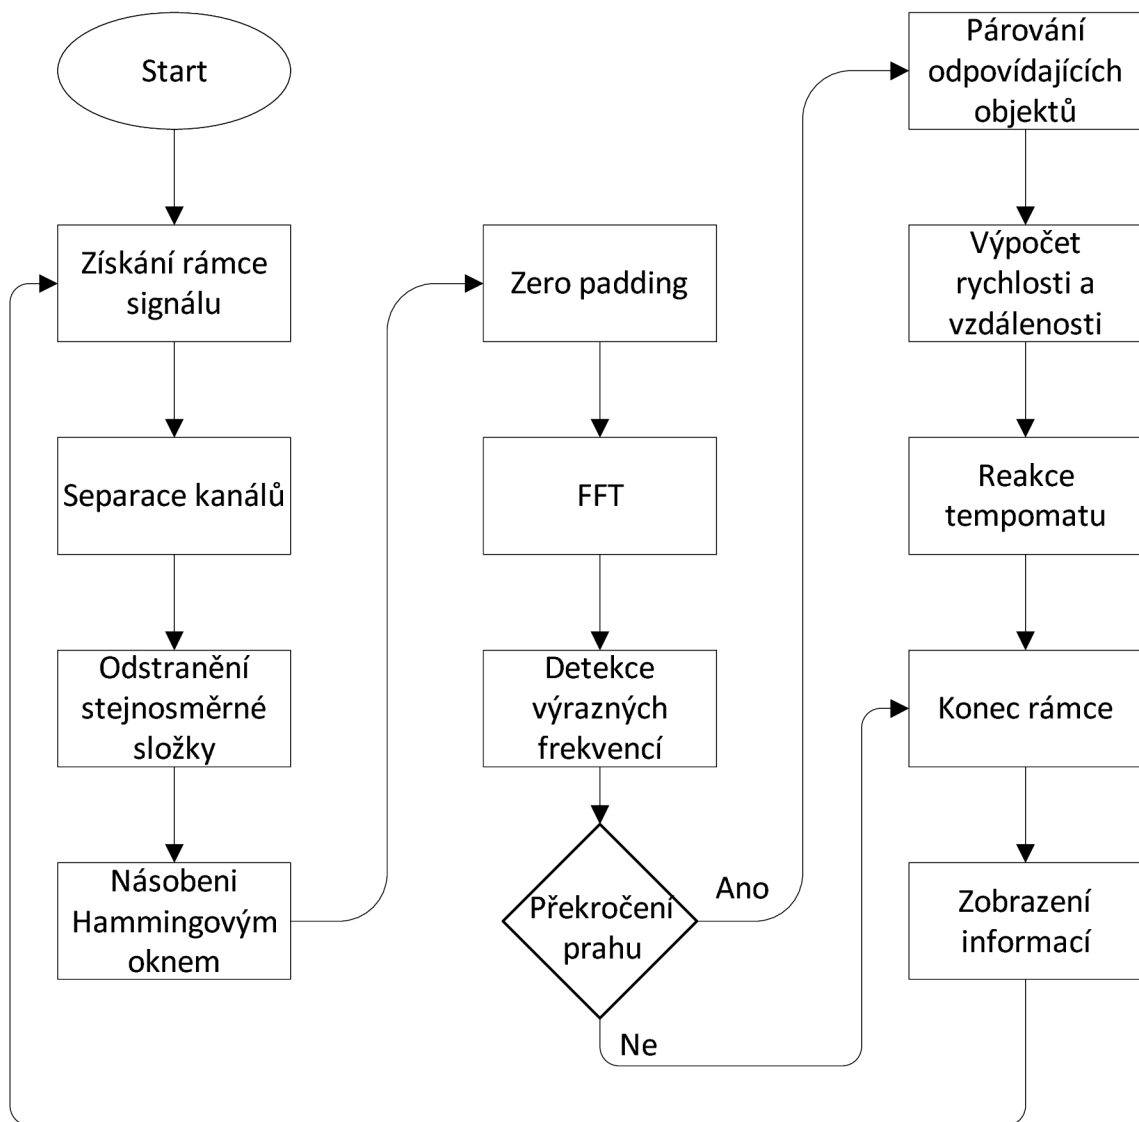 Start
Získání rámce
signálu
Separace kanálů
Odstranění
stejnosměrné
složky
Násobeni
Hammingovým
oknem
Zero padding
FFT
Detekce
výrazných
frekvencí
Překročení
prahu
Ano
Ne
Párování
odpovídajících
objektů
Výpočet
rychlosti a
vzdálenosti
Reakce
tempomatu
Konec rámce
Zobrazení
informací